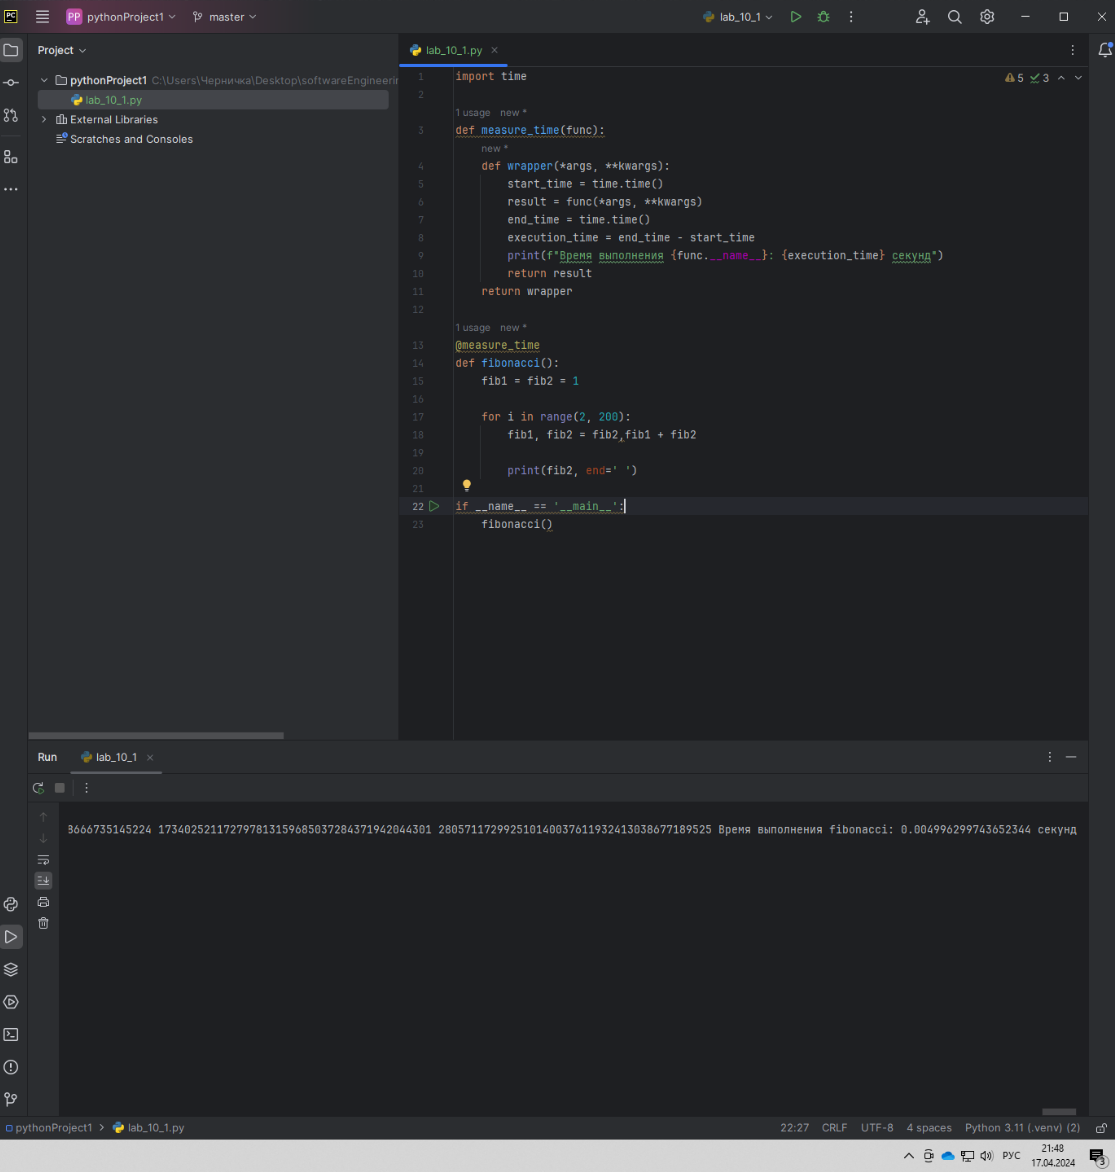 PC PP pythonProject1 master lab_10_1
Project
pythonProject1 C:\Users\Черничка\Desktop\softwareEngineerin
lab_10_1.py
External Libraries
Scratches and Consoles
lab_10_1.py
5 3
1 import time
2
1 usage new *
3 def measure_time(func):
new *
4 def wrapper(*args, **kwargs):
5 start_time = time.time()
6 result = func(*args, **kwargs)
7 end_time = time.time()
8 execution_time = end_time - start_time
9 print(f"Время выполнения {func.__name__}: {execution_time} секунд")
10 return result
11 return wrapper
12
1 usage new *
13 @measure_time
14 def fibonacci():
15 fib1 = fib2 = 1
16
17 for i in range(2, 200):
18 fib1, fib2 = fib2,fib1 + fib2
19
20 print(fib2, end=' ')
21
22 if __name__ == '__main__':
23 fibonacci()
Run lab_10_1
8666735145224 173402521172797813159685037284371942044301 280571172992510140037611932413038677189525 Время выполнения fibonacci: 0.004996299743652344 секунд
pythonProject1 lab_10_1.py 22:27 CRLF UTF-8 4 spaces Python 3.11 (.venv) (2)
РУС 21:48
17.04.2024 3